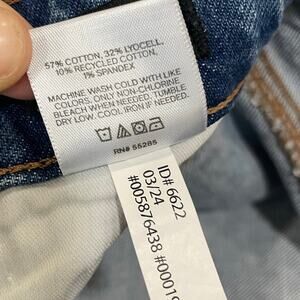 57% COTTON, 32% LYOCELL,
10% RECYCLED COTTON,
1% SPANDEX
MACHINE WASH COLD WITH LIKE
COLORS, ONLY NON-CHLORINE
BLEACH WHEN NEEDED, TUMBLE
DRY LOW. COOL IRON IF NEEDED.
RN# 55285
ID# 6622
03/24
#005876438 #00019